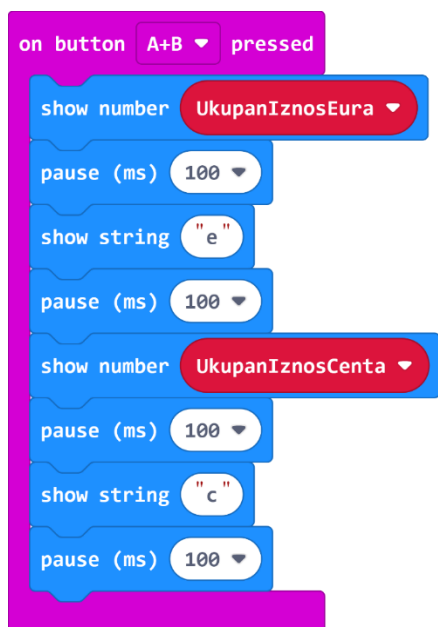 on button A+B pressed
show number UkupanIznosEura
pause (ms) 100
show string "e"
pause (ms) 100
show number UkupanIznosCenta
pause (ms) 100
show string "c"
pause (ms) 100